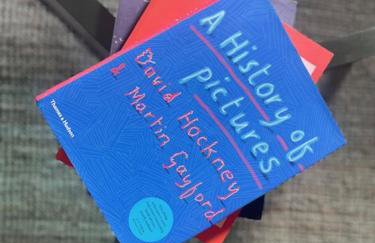 A History of
Pictures
David Hockney
& Martin Gayford
Thames & Hudson